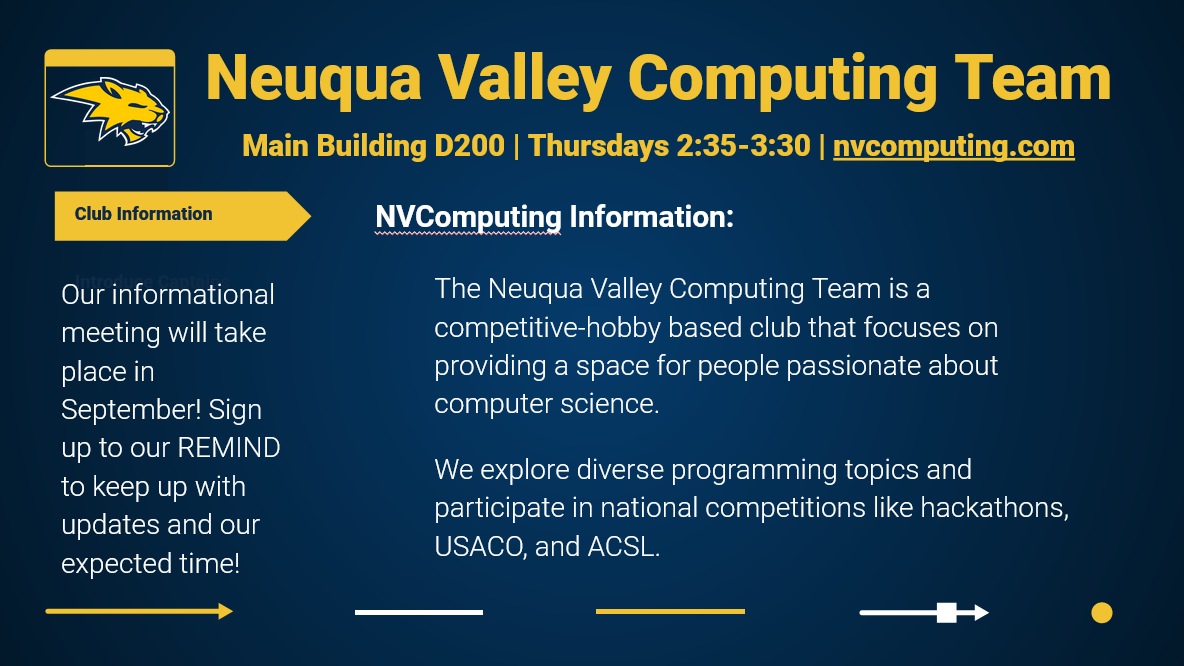 Neuqua Valley Computing Team
Main Building D200 | Thursdays 2:35-3:30 | nvcomputing.com
Club Information
Our informational
meeting will take
place in
September! Sign
up to our REMIND
to keep up with
updates and our
expected time!
NVComputing Information:
The Neuqua Valley Computing Team is a
competitive-hobby based club that focuses on
providing a space for people passionate about
computer science.
We explore diverse programming topics and
participate in national competitions like hackathons,
USACO, and ACSL.